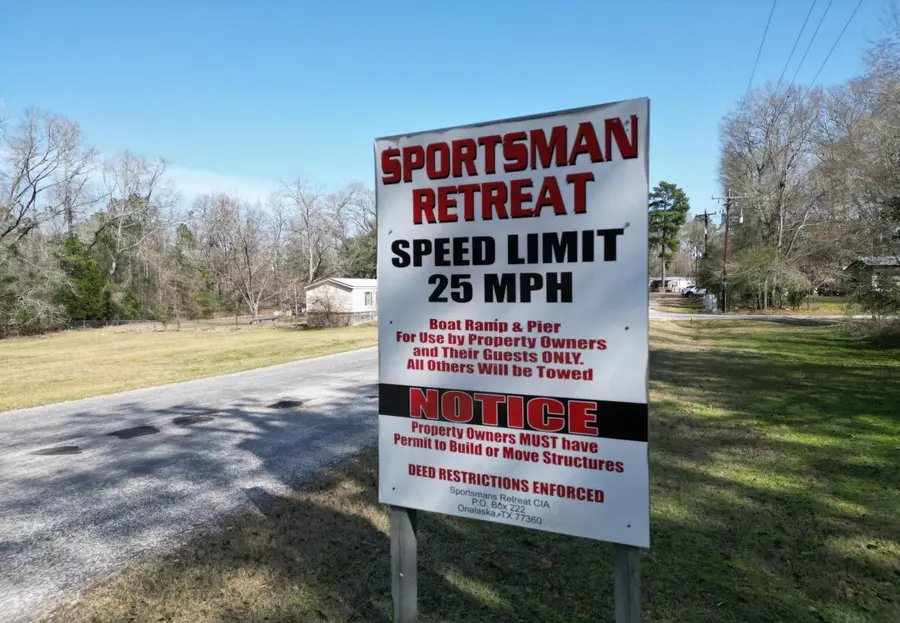 SPORTSMAN
RETREAT
SPEED LIMIT
25 MPH
Boat Ramp & Pier
For Use by Property Owners
and Their Guests ONLY.
All Others Will be Towed
NOTICE
Property Owners MUST have
Permit to Build or Move Structures
DEED RESTRICTIONS ENFORCED
Sportsmans Retreat CIA
P.O. Box 222
Onalaska, TX 77360